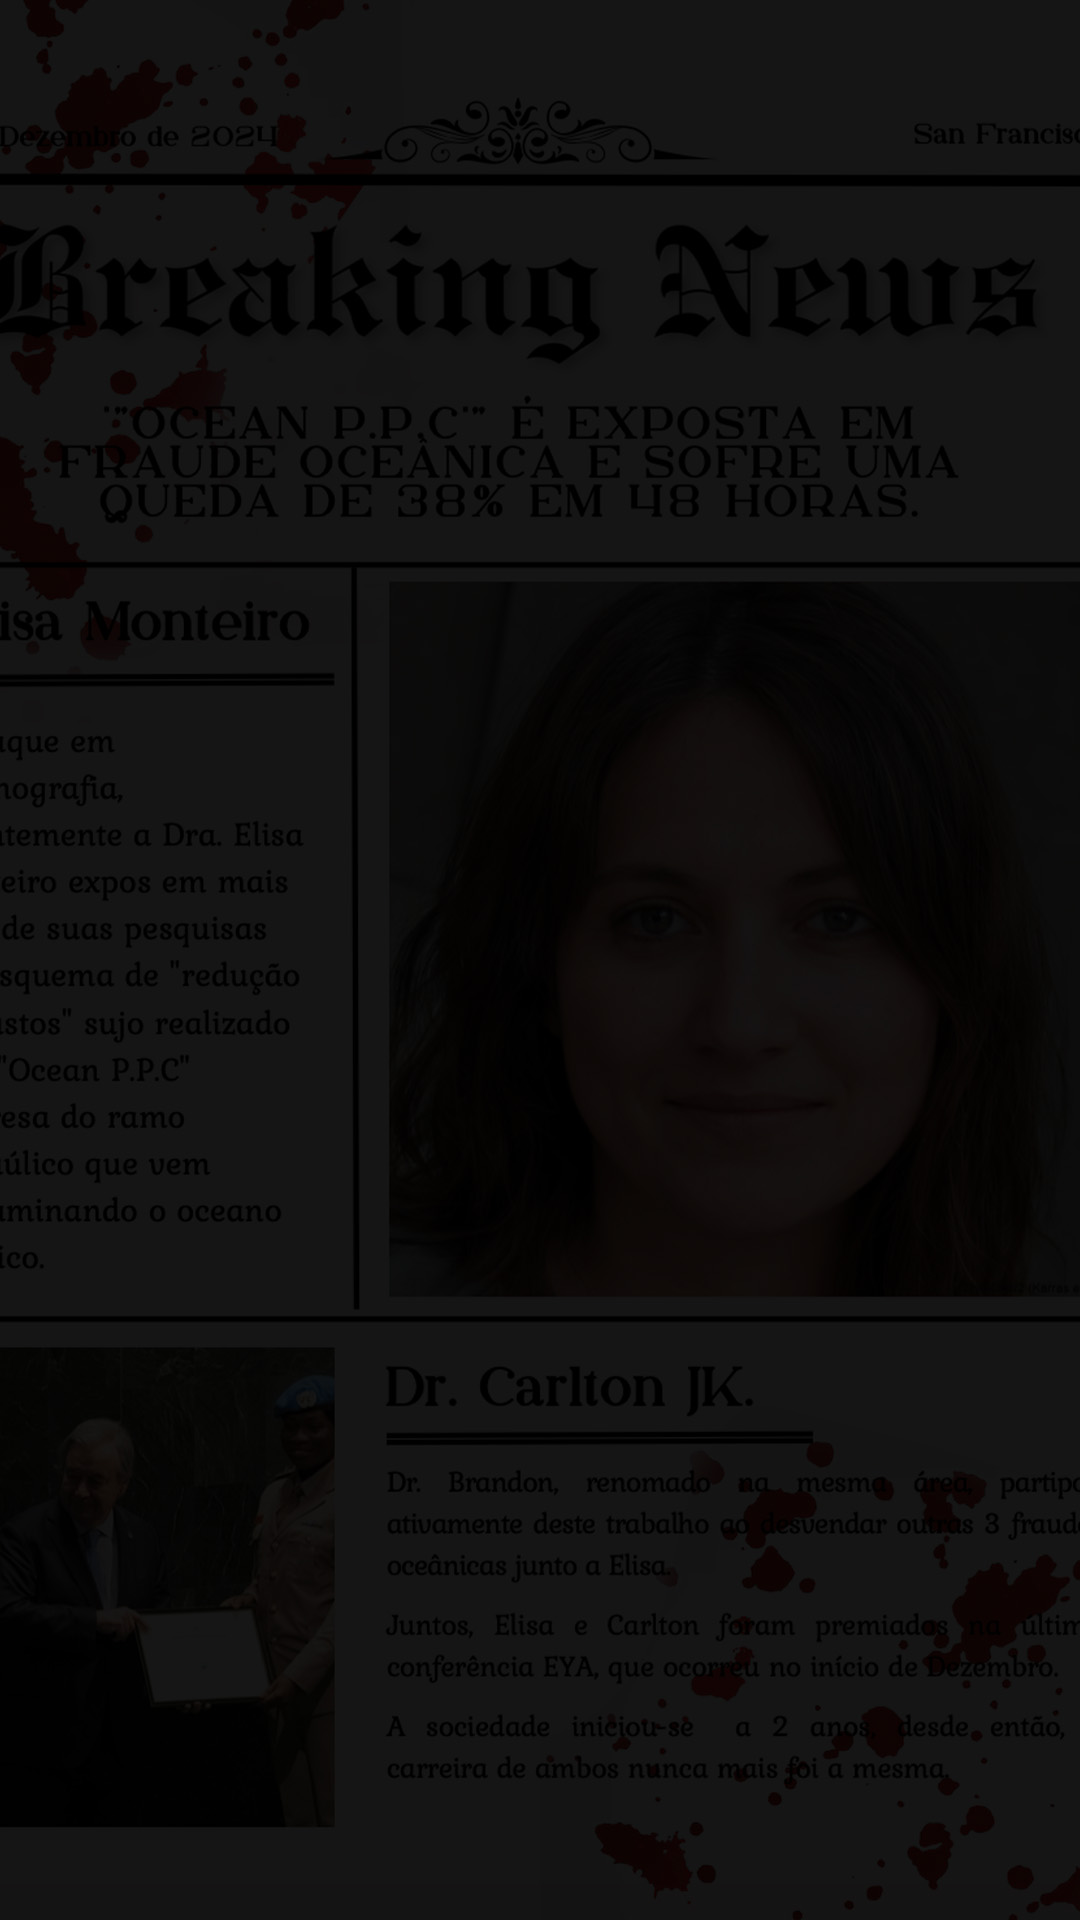 Dezembro de 2024
San Francisc
Breaking News
'"OCEAN P.P.C'" É EXPOSTA EM
FRAUDE OCEÂNICA E SOFRE UMA
QUEDA DE 38% EM 48 HORAS.
isa Monteiro
aque em
nografia,
ntemente a Dra. Elisa
eiro expos em mais
de suas pesquisas
squema de "redução
stos" sujo realizado
"Ocean P.P.C"
resa do ramo
úlico que vem
aminando o oceano
ico.
Dr. Carlton JK.
Dr. Brandon, renomado na mesma área, partipo
ativamente deste trabalho ao desvendar outras 3 fraude
oceânicas junto a Elisa.
Juntos, Elisa e Carlton foram premiados na últim
conferência EYA, que ocorreu no início de Dezembro.
A sociedade iniciou-se a 2 anos, desde então,
carreira de ambos nunca mais foi a mesma.